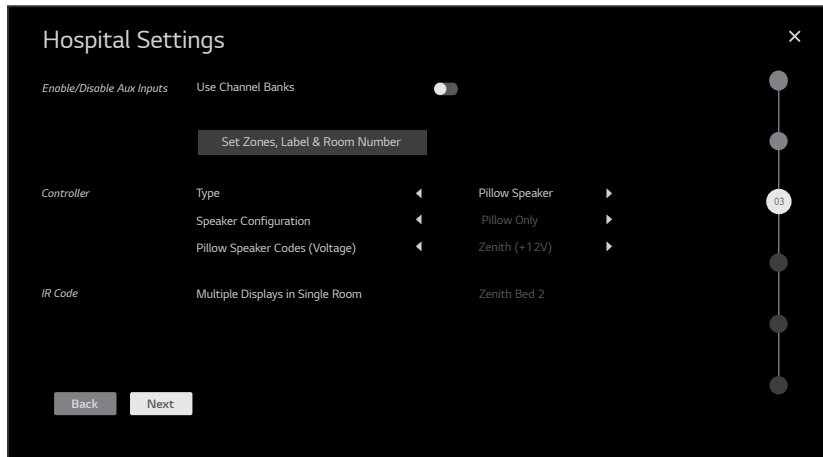 Hospital Settings
Enable/Disable Aux Inputs Use Channel Banks
Set Zones, Label & Room Number
Controller Type Pillow Speaker
Speaker Configuration Pillow Only
Pillow Speaker Codes (Voltage) Zenith (+12V)
03
IR Code Multiple Displays in Single Room Zenith Bed 2
Back Next